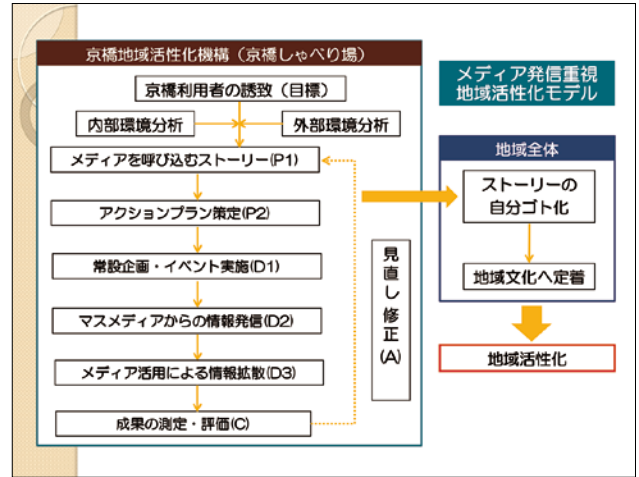 京橋地域活性化機構（京橋しゃべり場）
京橋利用者の誘致（目標）
内部環境分析
外部環境分析
メディアを呼び込むストーリー(P1)
アクションプラン策定(P2)
常設企画・イベント実施(D1)
マスメディアからの情報発信(D2)
メディア活用による情報拡散(D3)
成果の測定・評価(C)
見直し修正(A)
メディア発信重視
地域活性化モデル
地域全体
ストーリーの
自分ゴト化
地域文化へ定着
地域活性化